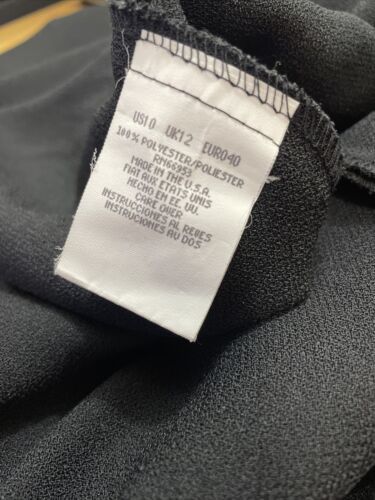 US10 UK12 EURO40
100% POLYESTER/POLIESTER
RN66953
MADE IN THE U.S.A.
FIAT AUX ETATS UNIS
HECHO EN EE. UU.
CARE OVER
INSTRUCCIONES AL REVES
INSTRUCTIONS AU DOS